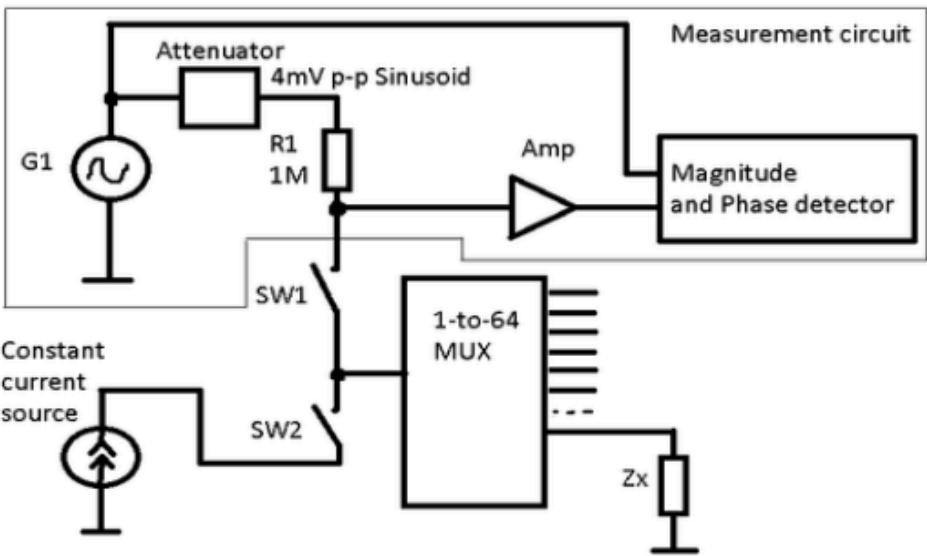 Measurement circuit
Attenuator
4mV p-p Sinusoid
G1
R1
1M
Amp
Magnitude
and Phase detector
SW1
1-to-64
MUX
Constant
current
source
SW2
Zx